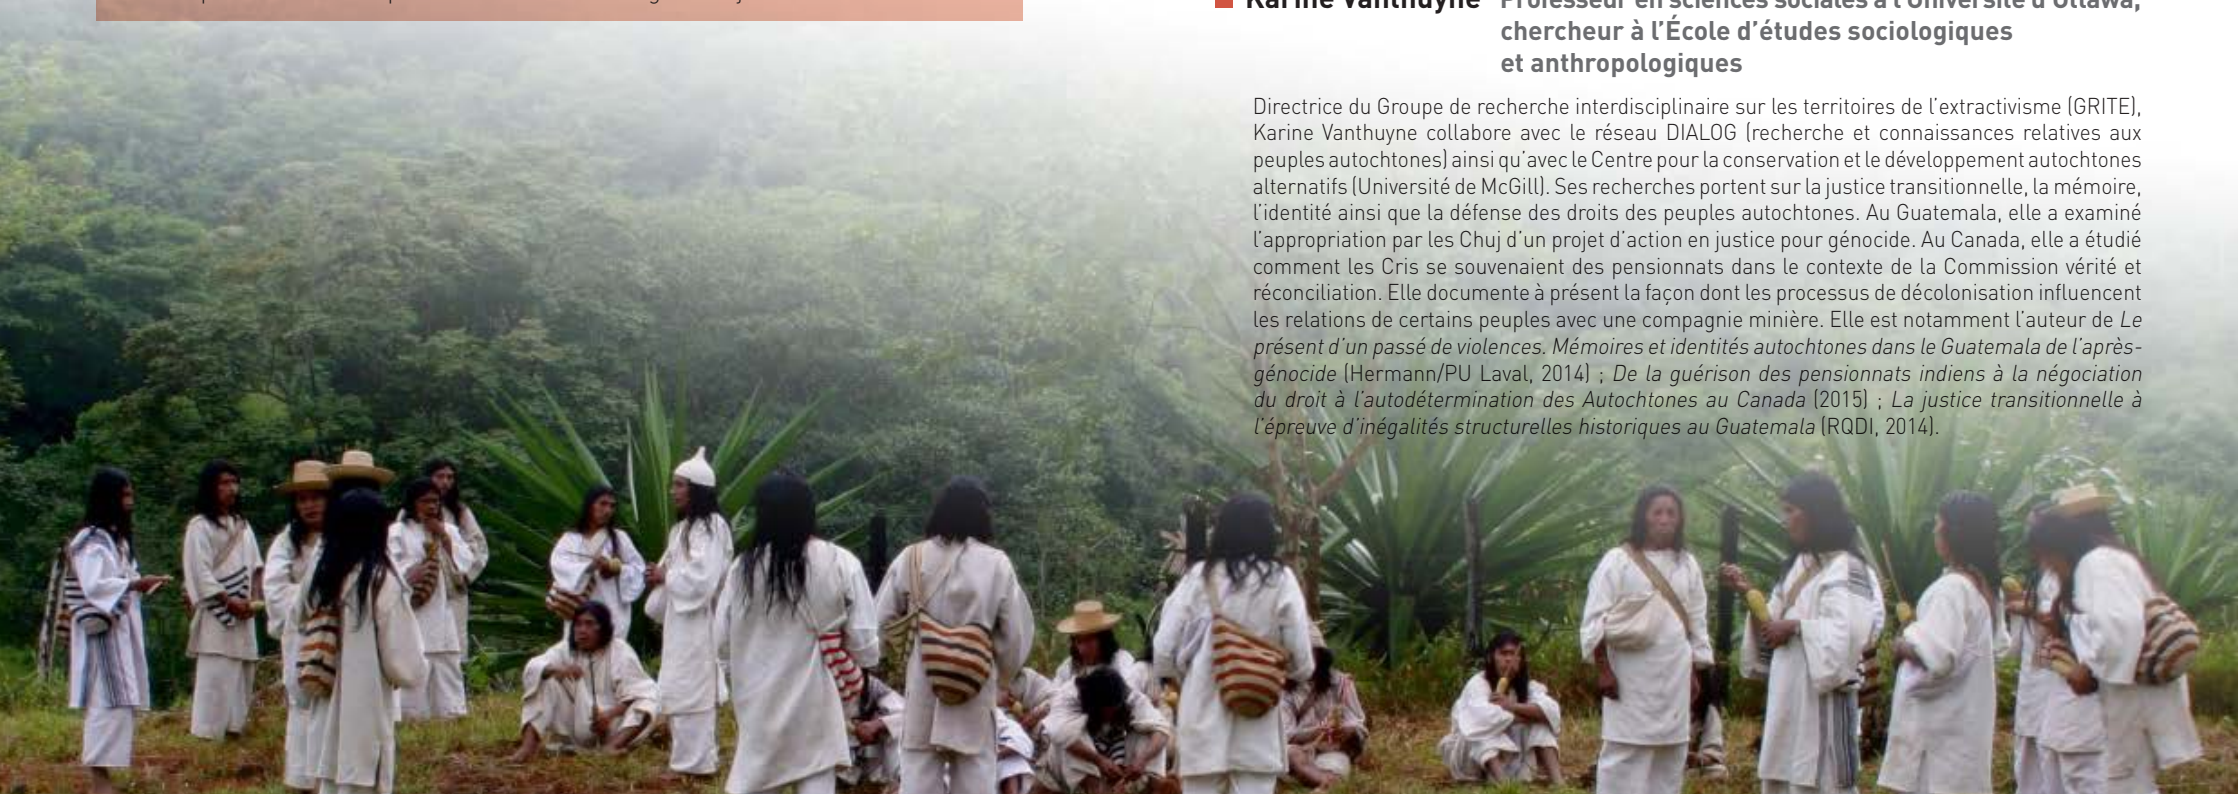 Karine Vanthuyne Professeur en sciences sociales à l'Université d'Ottawa,
chercheur à l'École d'études sociologiques
et anthropologiques
Directrice du Groupe de recherche interdisciplinaire sur les territoires de l'extractivisme (GRITE),
Karine Vanthuyne collabore avec le réseau DIALOG (recherche et connaissances relatives aux
peuples autochtones) ainsi qu'avec le Centre pour la conservation et le développement autochtones
alternatifs (Université de McGill). Ses recherches portent sur la justice transitionnelle, la mémoire,
l'identité ainsi que la défense des droits des peuples autochtones. Au Guatemala, elle a examiné
l'appropriation par les Chuj d'un projet d'action en justice pour génocide. Au Canada, elle a étudié
comment les Cris se souvenaient des pensionnats dans le contexte de la Commission vérité et
réconciliation. Elle documente à présent la façon dont les processus de décolonisation influencent
les relations de certains peuples avec une compagnie minière. Elle est notamment l'auteur de Le
présent d'un passé de violences. Mémoires et identités autochtones dans le Guatemala de l'après-
génocide (Hermann/PU Laval, 2014) ; De la guérison des pensionnats indiens à la négociation
du droit à l'autodétermination des Autochtones au Canada (2015) ; La justice transitionnelle à
l'épreuve d'inégalités structurelles historiques au Guatemala (RQDI, 2014).